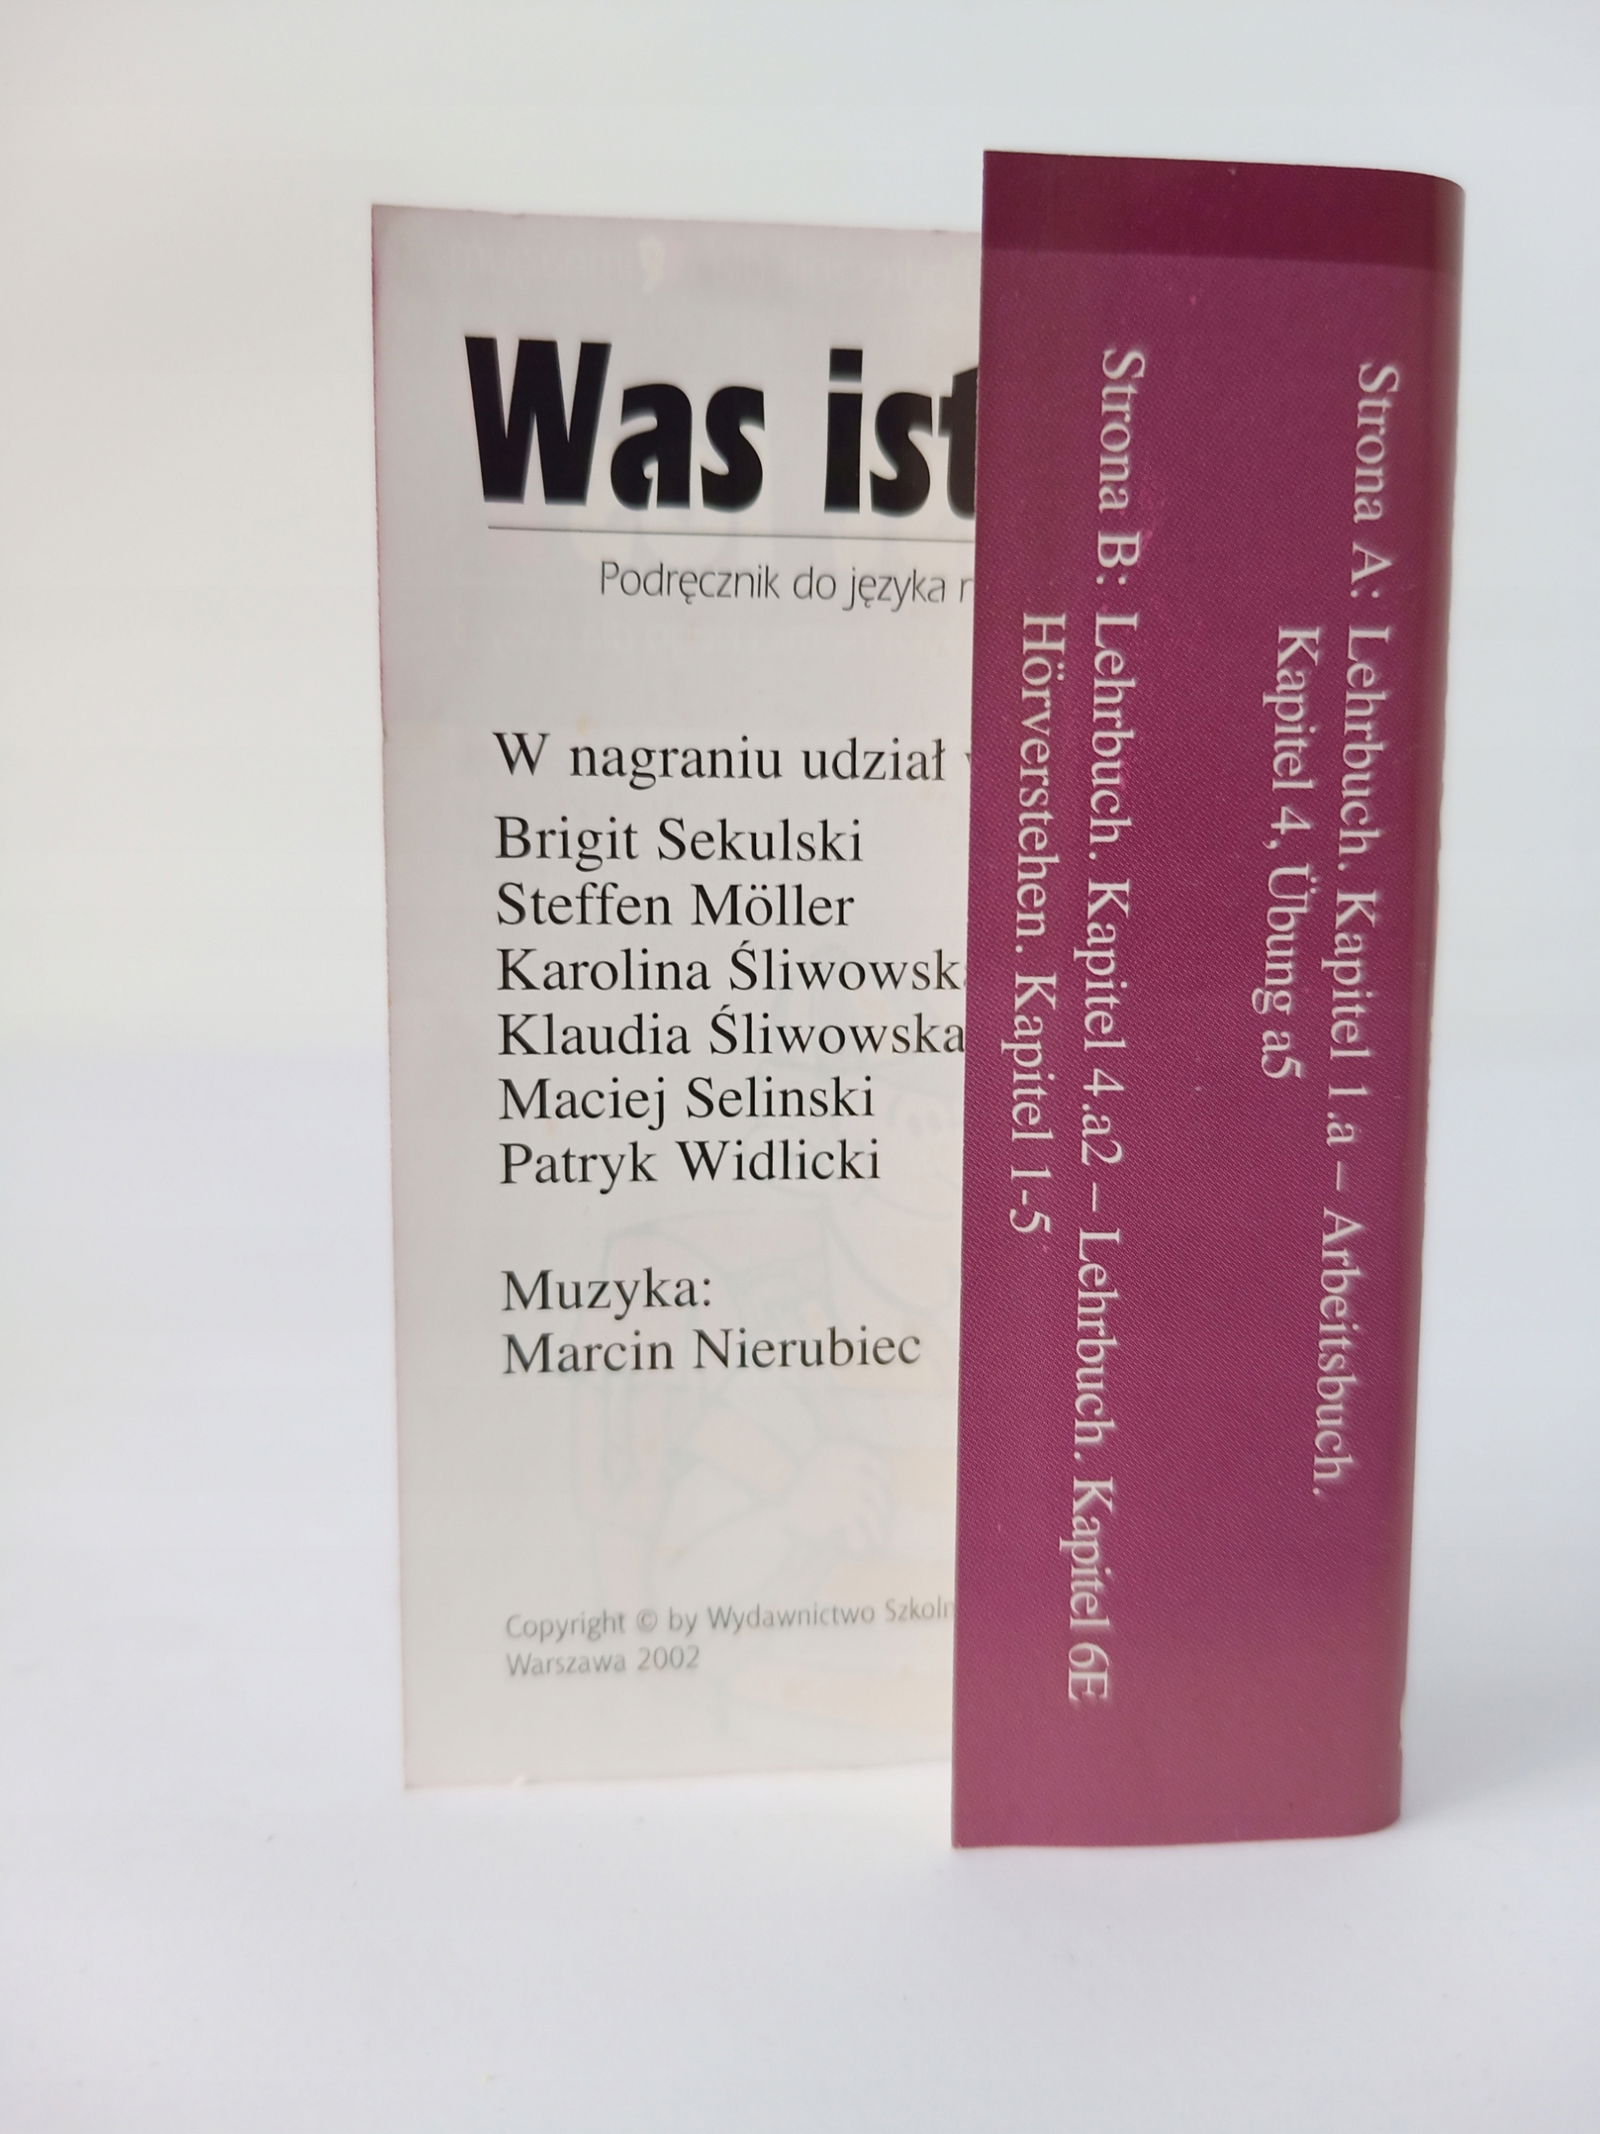 Was ist
Podręcznik do języka
W nagraniu udział
Brigit Sekulski
Steffen Möller
Karolina Śliwowsk
Klaudia Śliwowska
Maciej Selinski
Patryk Widlicki
Muzyka:
Marcin Nierubiec
Copyright © by Wydawnictwo Szkoln
Warszawa 2002
Strona A: Lehrbuch. Kapitel 1.a – Arbeitsbuch.
Kapitel 4, Übung a5
Strona B: Lehrbuch. Kapitel 4.a2 – Lehrbuch. Kapitel 6E
Hörverstehen. Kapitel 1-5